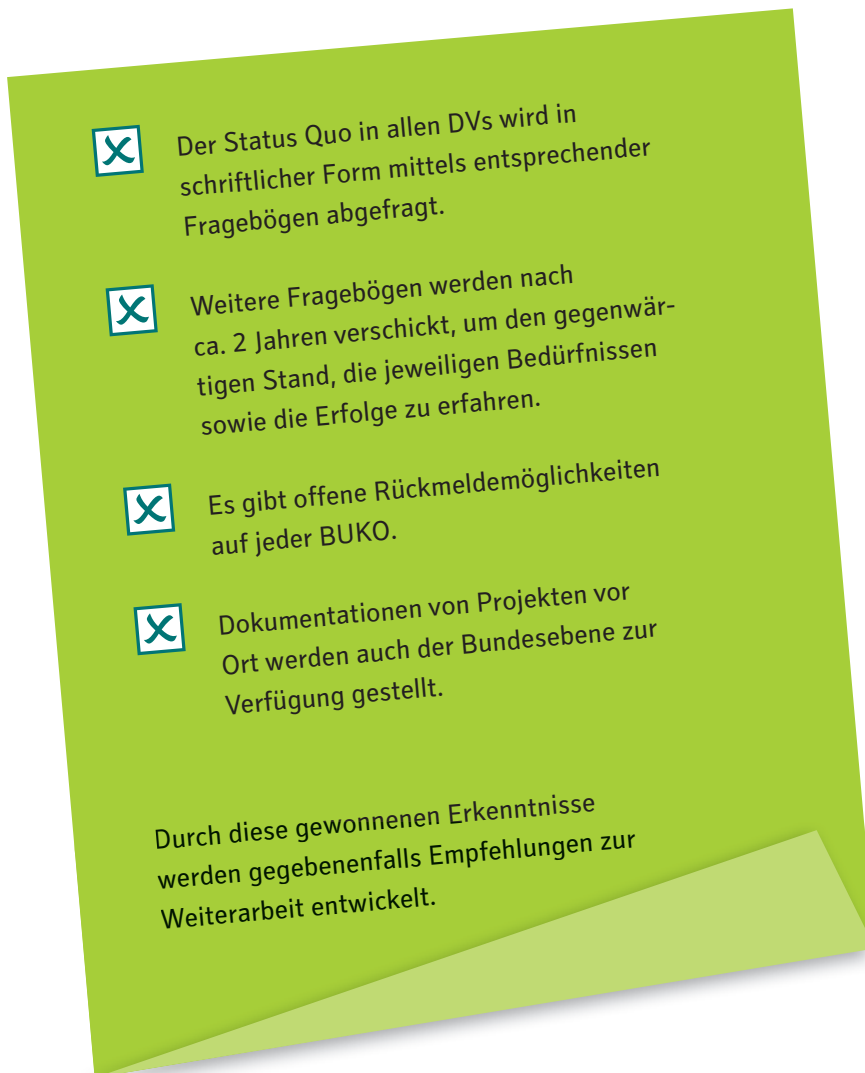 Der Status Quo in allen DVs wird in
schriftlicher Form mittels entsprechender
Fragebögen abgefragt.
Weitere Fragebögen werden nach
ca. 2 Jahren verschickt, um den gegenwär-
tigen Stand, die jeweiligen Bedürfnissen
sowie die Erfolge zu erfahren.
Es gibt offene Rückmeldemöglichkeiten
auf jeder BUKO.
Dokumentationen von Projekten vor
Ort werden auch der Bundesebene zur
Verfügung gestellt.
Durch diese gewonnenen Erkenntnisse
werden gegebenenfalls Empfehlungen zur
Weiterarbeit entwickelt.